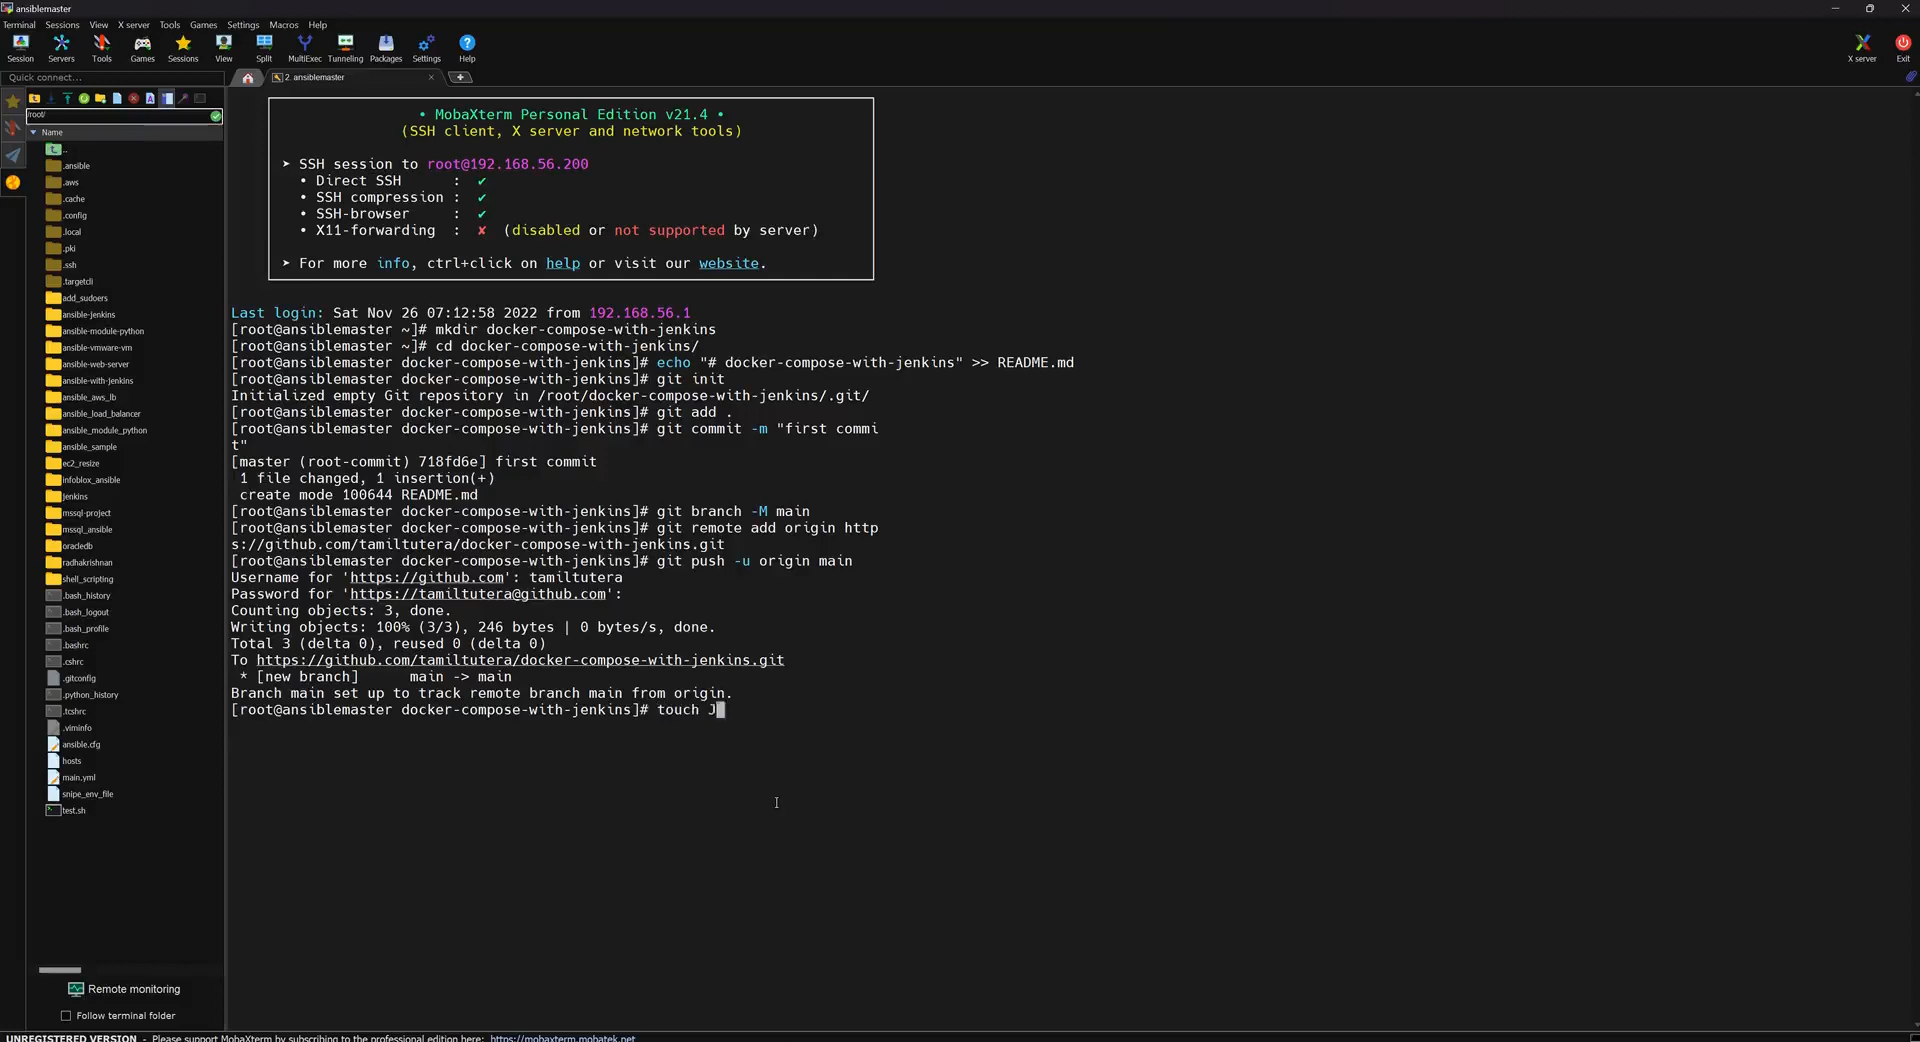 ansiblemaster
Terminal Sessions View X server Tools Games Settings Macros Help
Session Servers Tools Games Sessions View Split MultiExec Tunneling Packages Settings Help X server Exit
Quick connect...
2. ansiblemaster
/root/
Name
..
.ansible
.aws
.cache
.config
.local
.pki
.ssh
.targetcli
add_sudoers
ansible-jenkins
ansible-module-python
ansible-vmware-vm
ansible-web-server
ansible-with-jenkins
ansible_aws_lb
ansible_load_balancer
ansible_module_python
ansible_sample
ec2_resize
infoblox_ansible
jenkins
mssql-project
mssql_ansible
oracledb
radhakrishnan
shell_scripting
.bash_history
.bash_logout
.bash_profile
.bashrc
.cshrc
.gitconfig
.python_history
.tcshrc
.viminfo
ansible.cfg
hosts
main.yml
snipe_env_file
test.sh
Remote monitoring
Follow terminal folder
• MobaXterm Personal Edition v21.4 •
(SSH client, X server and network tools)
➤ SSH session to root@192.168.56.200
• Direct SSH : ✔
• SSH compression : ✔
• SSH-browser : ✔
• X11-forwarding : ✘ (disabled or not supported by server)
➤ For more info, ctrl+click on help or visit our website.
Last login: Sat Nov 26 07:12:58 2022 from 192.168.56.1
[root@ansiblemaster ~]# mkdir docker-compose-with-jenkins
[root@ansiblemaster ~]# cd docker-compose-with-jenkins/
[root@ansiblemaster docker-compose-with-jenkins]# echo "# docker-compose-with-jenkins" >> README.md
[root@ansiblemaster docker-compose-with-jenkins]# git init
Initialized empty Git repository in /root/docker-compose-with-jenkins/.git/
[root@ansiblemaster docker-compose-with-jenkins]# git add .
[root@ansiblemaster docker-compose-with-jenkins]# git commit -m "first commi
t"
[master (root-commit) 718fd6e] first commit
1 file changed, 1 insertion(+)
create mode 100644 README.md
[root@ansiblemaster docker-compose-with-jenkins]# git branch -M main
[root@ansiblemaster docker-compose-with-jenkins]# git remote add origin http
s://github.com/tamiltutera/docker-compose-with-jenkins.git
[root@ansiblemaster docker-compose-with-jenkins]# git push -u origin main
Username for 'https://github.com': tamiltutera
Password for 'https://tamiltutera@github.com':
Counting objects: 3, done.
Writing objects: 100% (3/3), 246 bytes | 0 bytes/s, done.
Total 3 (delta 0), reused 0 (delta 0)
To https://github.com/tamiltutera/docker-compose-with-jenkins.git
* [new branch] main -> main
Branch main set up to track remote branch main from origin.
[root@ansiblemaster docker-compose-with-jenkins]# touch J
UNREGISTERED VERSION - Please support MobaXterm by subscribing to the professional edition here: https://mobaxterm.mobatek.net